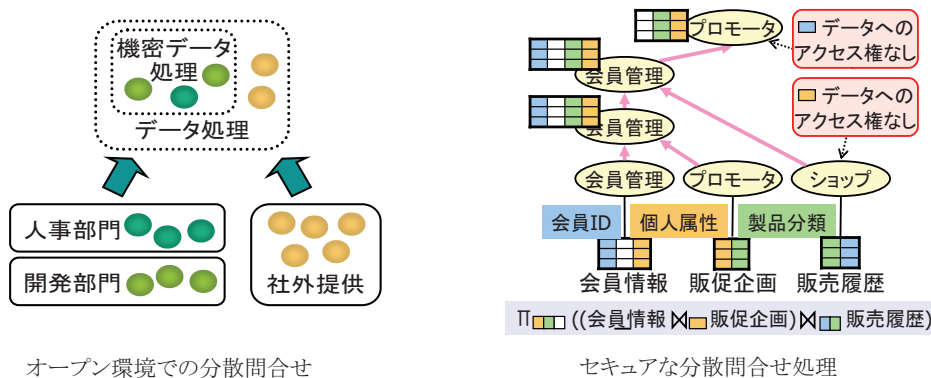 機密データ
処理
データ処理
人事部門
開発部門
社外提供
オープン環境での分散問合せ
プロモータ
データへの
アクセス権なし
会員管理
データへの
アクセス権なし
会員管理
会員管理
プロモータ
ショップ
会員ID
個人属性
製品分類
会員情報
販促企画
販売履歴
Π ((会員情報 ⋈ 販促企画) ⋈ 販売履歴)
セキュアな分散問合せ処理